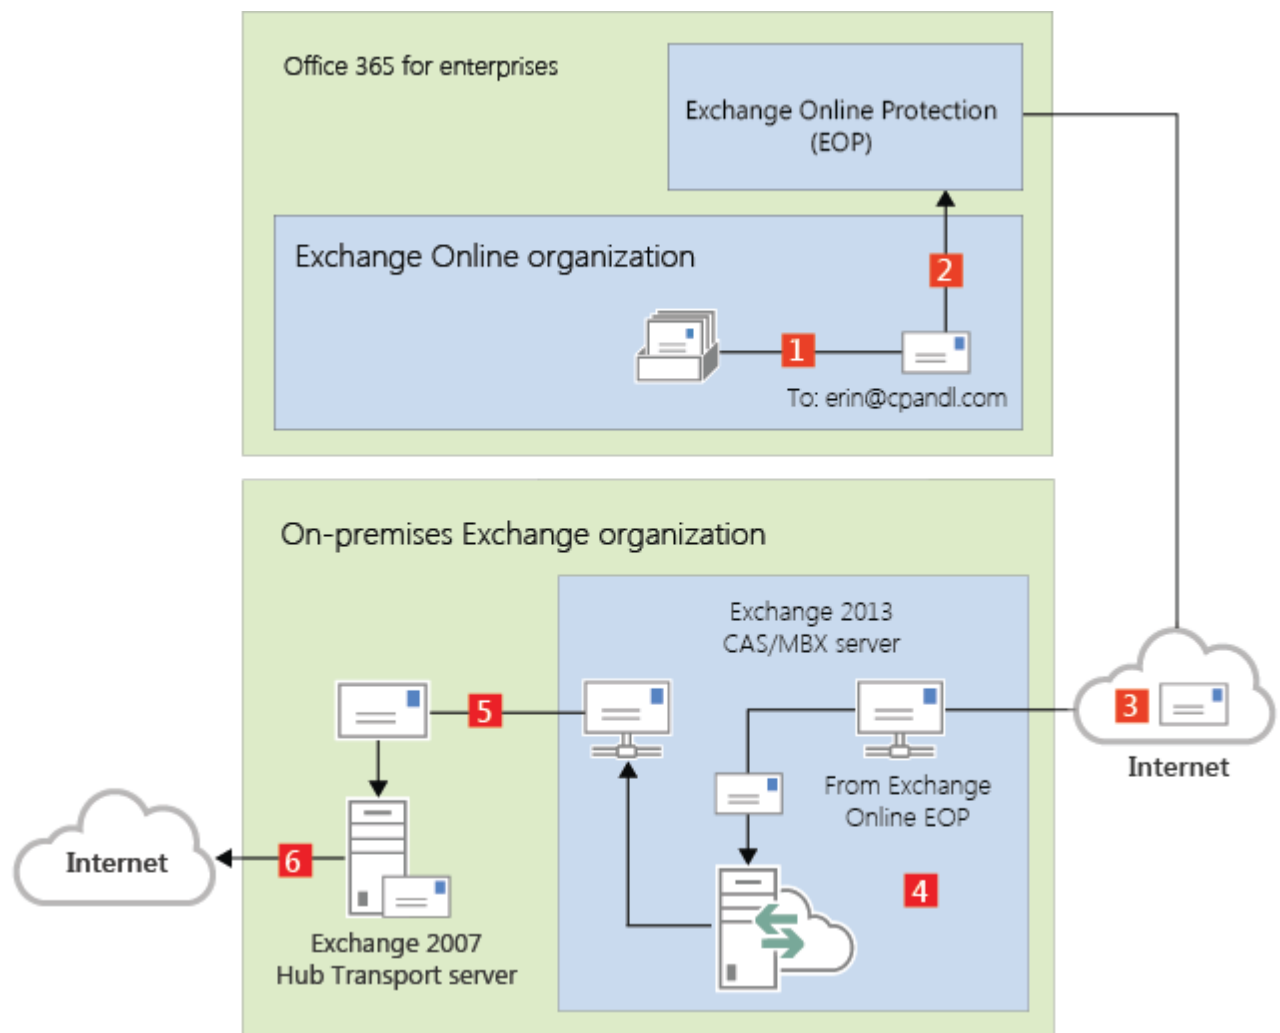 Office 365 for enterprises
Exchange Online Protection
(EOP)
Exchange Online organization
2
1
To: erin@cpandl.com
On-premises Exchange organization
Exchange 2013
CAS/MBX server
5
3
Internet
From Exchange
Online EOP
Internet
6
4
Exchange 2007
Hub Transport server